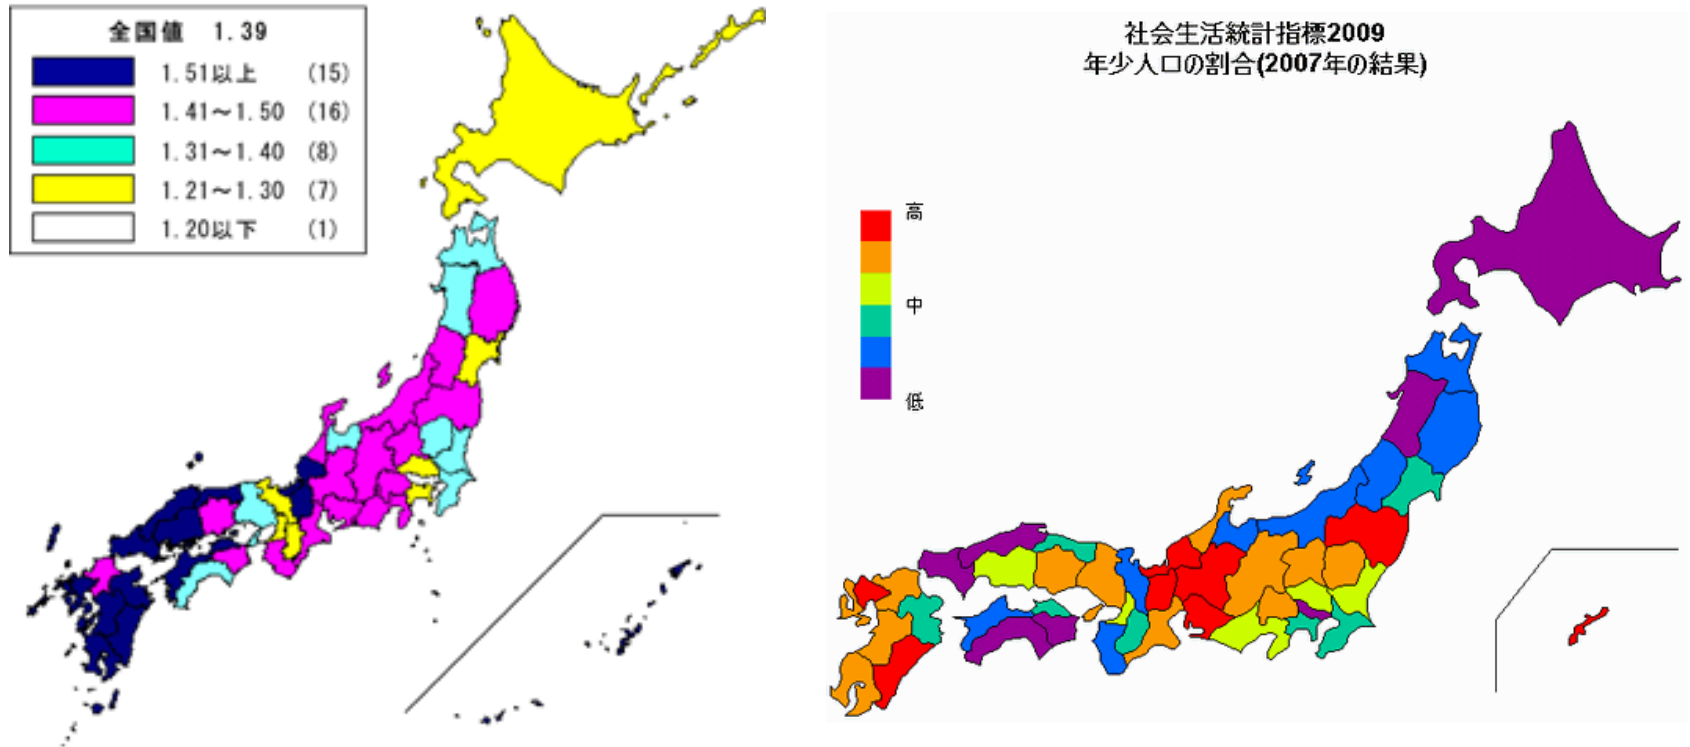 全国値 1.39
1.51以上 (15)
1.41～1.50 (16)
1.31～1.40 (8)
1.21～1.30 (7)
1.20以下 (1)
社会生活統計指標2009
年少人口の割合(2007年の結果)
高
中
低